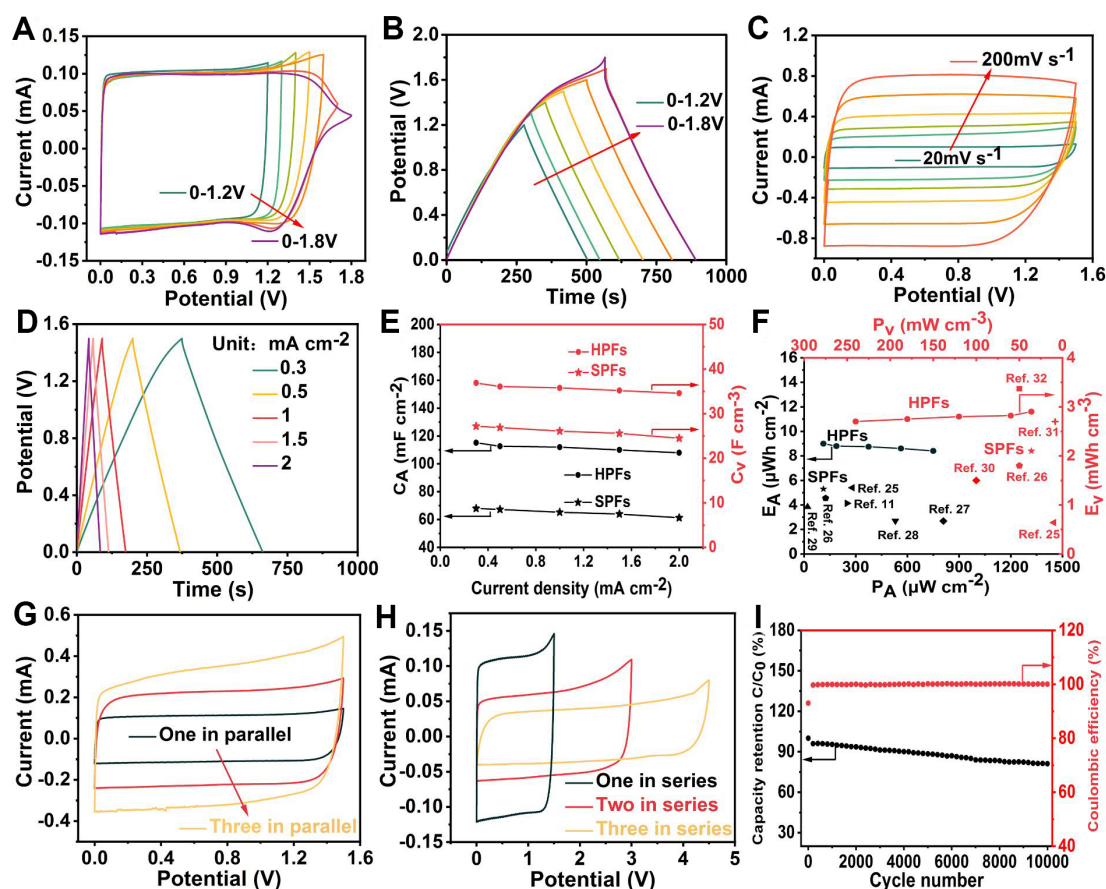 A
0.15
0.10
0.05
0.00
-0.05
-0.10
-0.15
Current (mA)
0-1.2V
0-1.8V
0.0 0.3 0.6 0.9 1.2 1.5 1.8
Potential (V)
B
2.0
1.6
1.2
0.8
0.4
0.0
Potential (V)
0-1.2V
0-1.8V
0 250 500 750 1000
Time (s)
C
1.2
0.8
0.4
0.0
-0.4
-0.8
Current (mA)
200mV s-1
20mV s-1
0.0 0.4 0.8 1.2 1.6
Potential (V)
D
1.6
1.2
0.8
0.4
0.0
Potential (V)
Unit: mA cm-2
0.3
0.5
1
1.5
2
0 250 500 750 1000
Time (s)
E
200
180
160
140
120
100
80
60
40
CA (mF cm-2)
HPFs
SPFs
HPFs
SPFs
50
40
30
20
10
0
Cv (F cm-3)
0.0 0.4 0.8 1.2 1.6 2.0
Current density (mA cm-2)
F
Pv (mW cm-3)
280 240 200 160 120 80 40 0
18
16
14
12
10
8
6
4
2
0
EA (μWh cm-2)
Ref. 32
HPFs
HPFs
Ref. 31
SPFs
SPFs
Ref. 30
Ref. 26
Ref. 25
Ref. 11
Ref. 27
Ref. 29
Ref. 26
Ref. 28
Ref. 25
4
3
2
1
0
Ev (mWh cm-3)
0 300 600 900 1200 1500
PA (μW cm-2)
G
0.6
0.4
0.2
0.0
-0.2
-0.4
Current (mA)
One in parallel
Three in parallel
0.0 0.4 0.8 1.2 1.6
Potential (V)
H
0.15
0.10
0.05
0.00
-0.05
-0.10
-0.15
Current (mA)
One in series
Two in series
Three in series
0 1 2 3 4 5
Potential (V)
I
180
150
120
90
60
30
Capacity retention C/C0 (%)
120
100
80
60
40
Coulombic efficiency (%)
0 2000 4000 6000 8000 10000
Cycle number